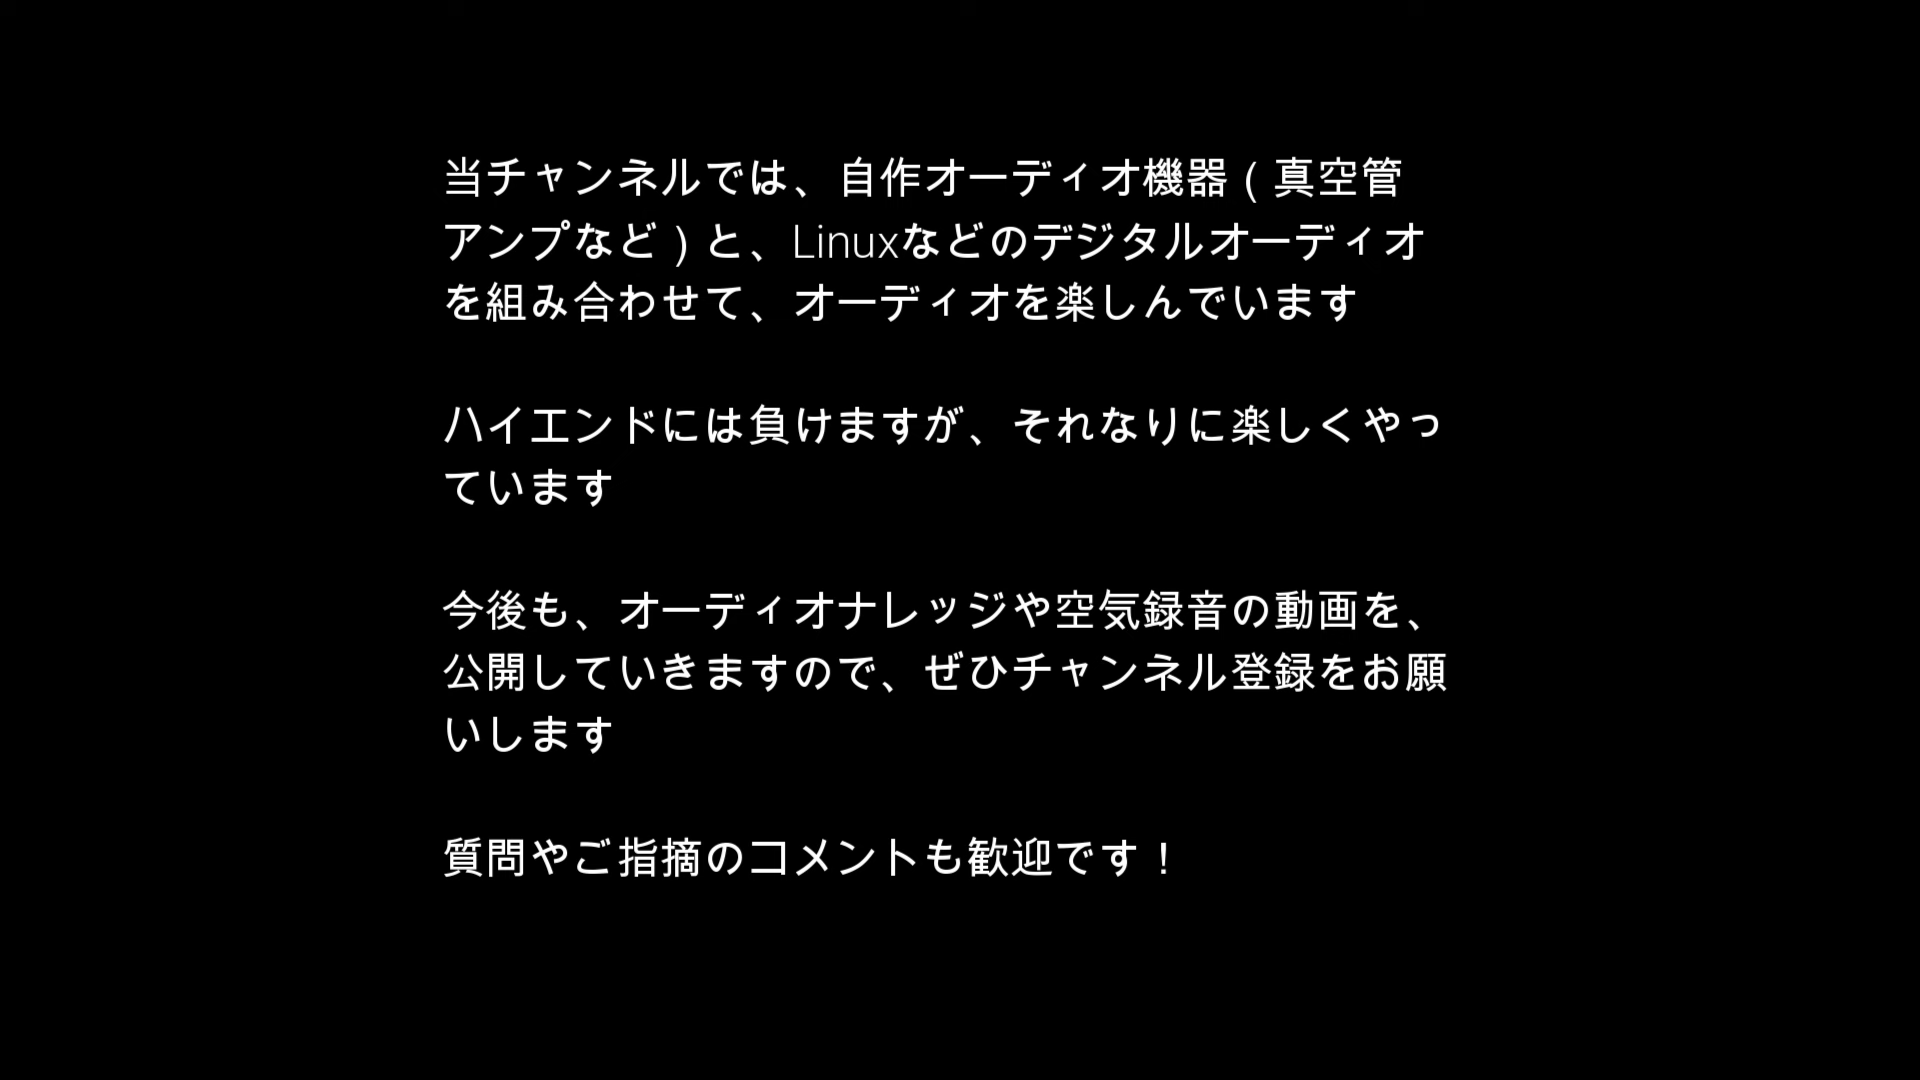 当チャンネルでは、自作オーディオ機器(真空管
アンプなど)と、Linuxなどのデジタルオーディオ
を組み合わせて、オーディオを楽しんでいます
ハイエンドには負けますが、それなりに楽しくやっ
ています
今後も、オーディオナレッジや空気録音の動画を、
公開していきますので、ぜひチャンネル登録をお願
いします
質問やご指摘のコメントも歓迎です！